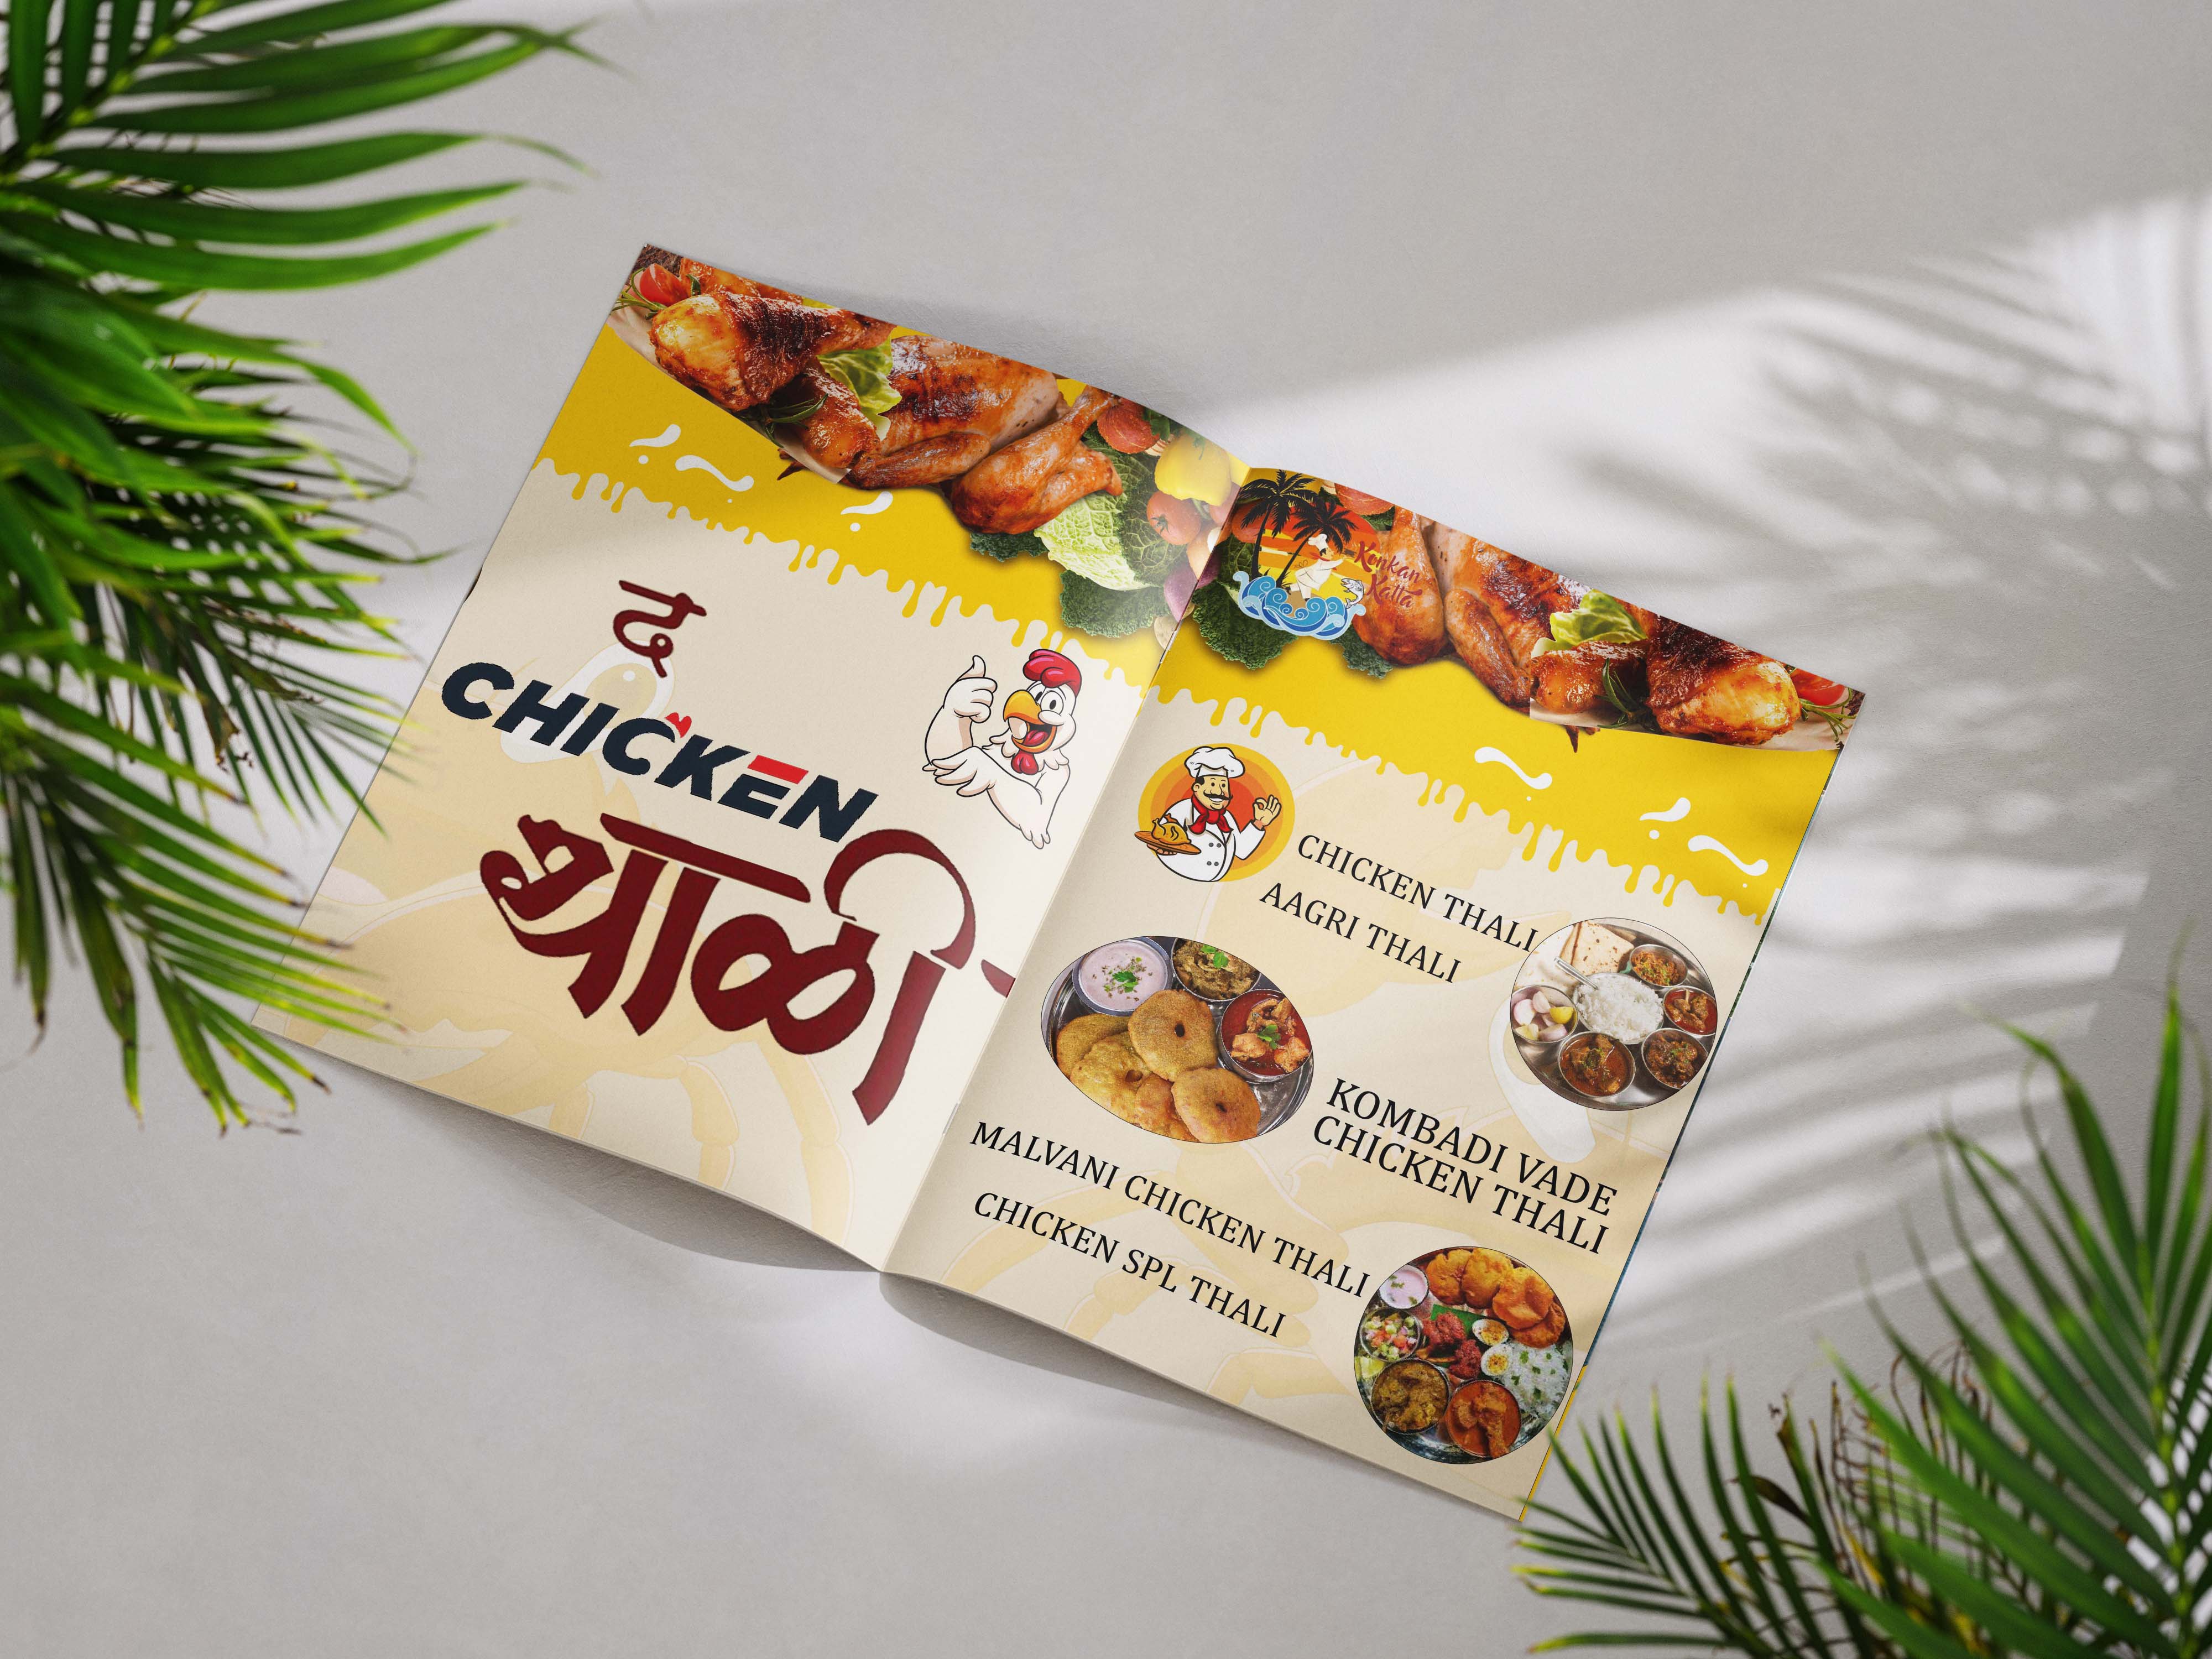 द
CHICKEN
थाळी
Konkan
Katta
CHICKEN THALI
AAGRI THALI
KOMBADI VADE
CHICKEN THALI
MALVANI CHICKEN THALI
CHICKEN SPL THALI